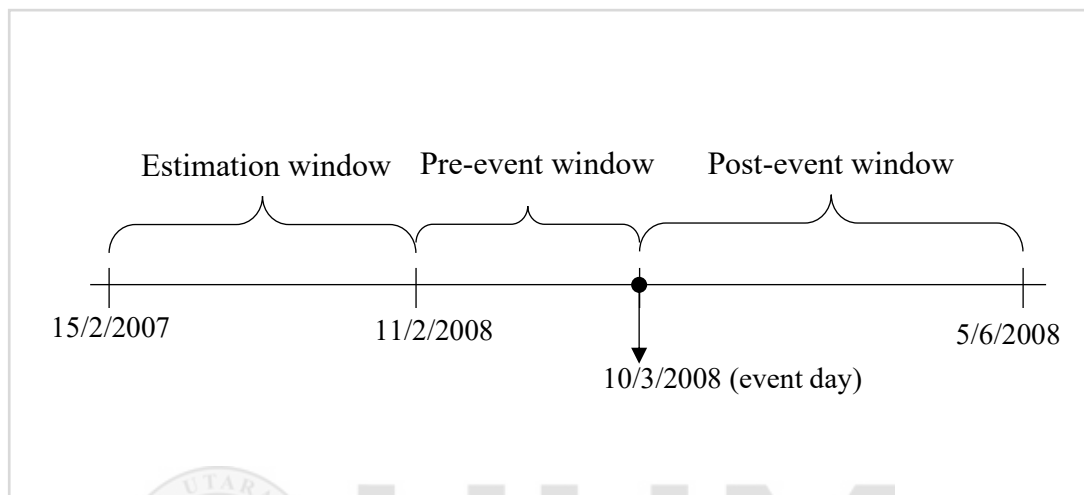 Estimation window
Pre-event window
Post-event window
15/2/2007
11/2/2008
5/6/2008
10/3/2008 (event day)
UTARA